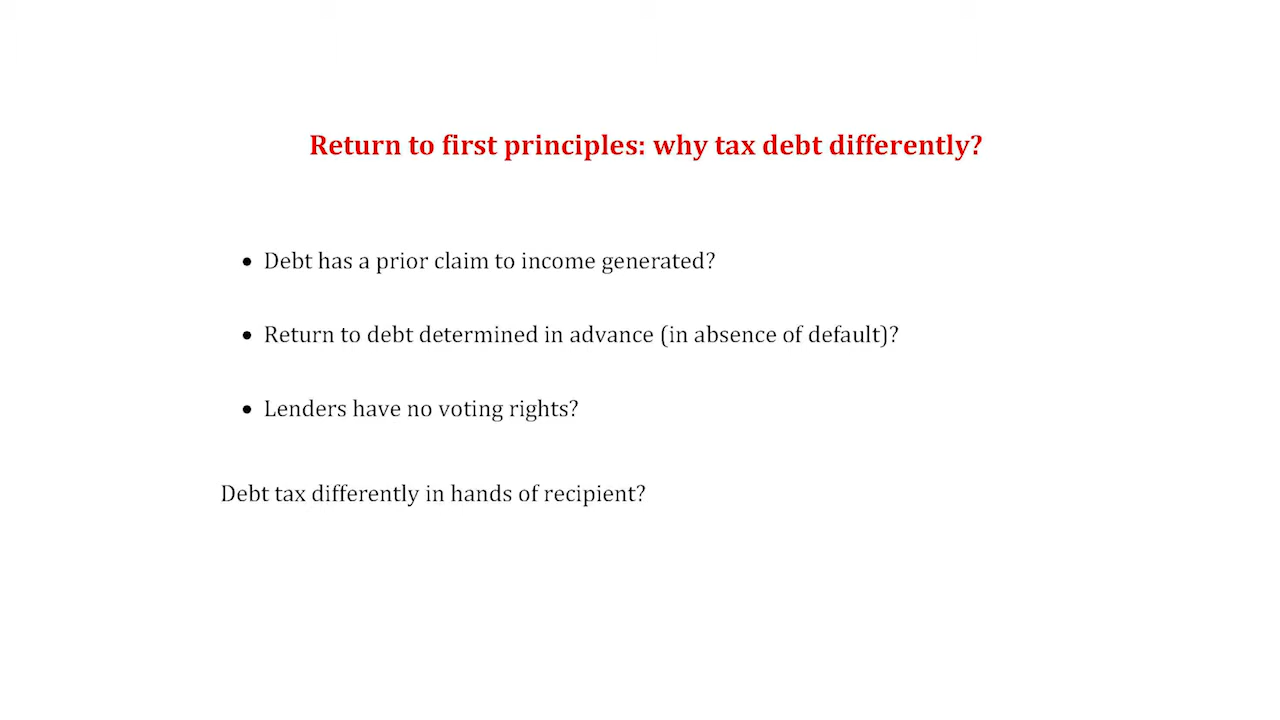 Return to first principles: why tax debt differently?
• Debt has a prior claim to income generated?
• Return to debt determined in advance (in absence of default)?
• Lenders have no voting rights?
Debt tax differently in hands of recipient?